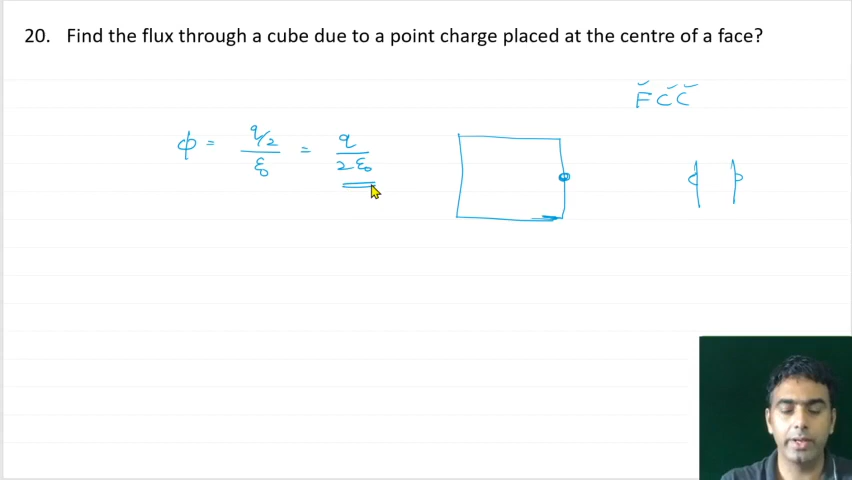 20. Find the flux through a cube due to a point charge placed at the centre of a face?
FCC
φ = q/2 / ε₀ = q / 2ε₀